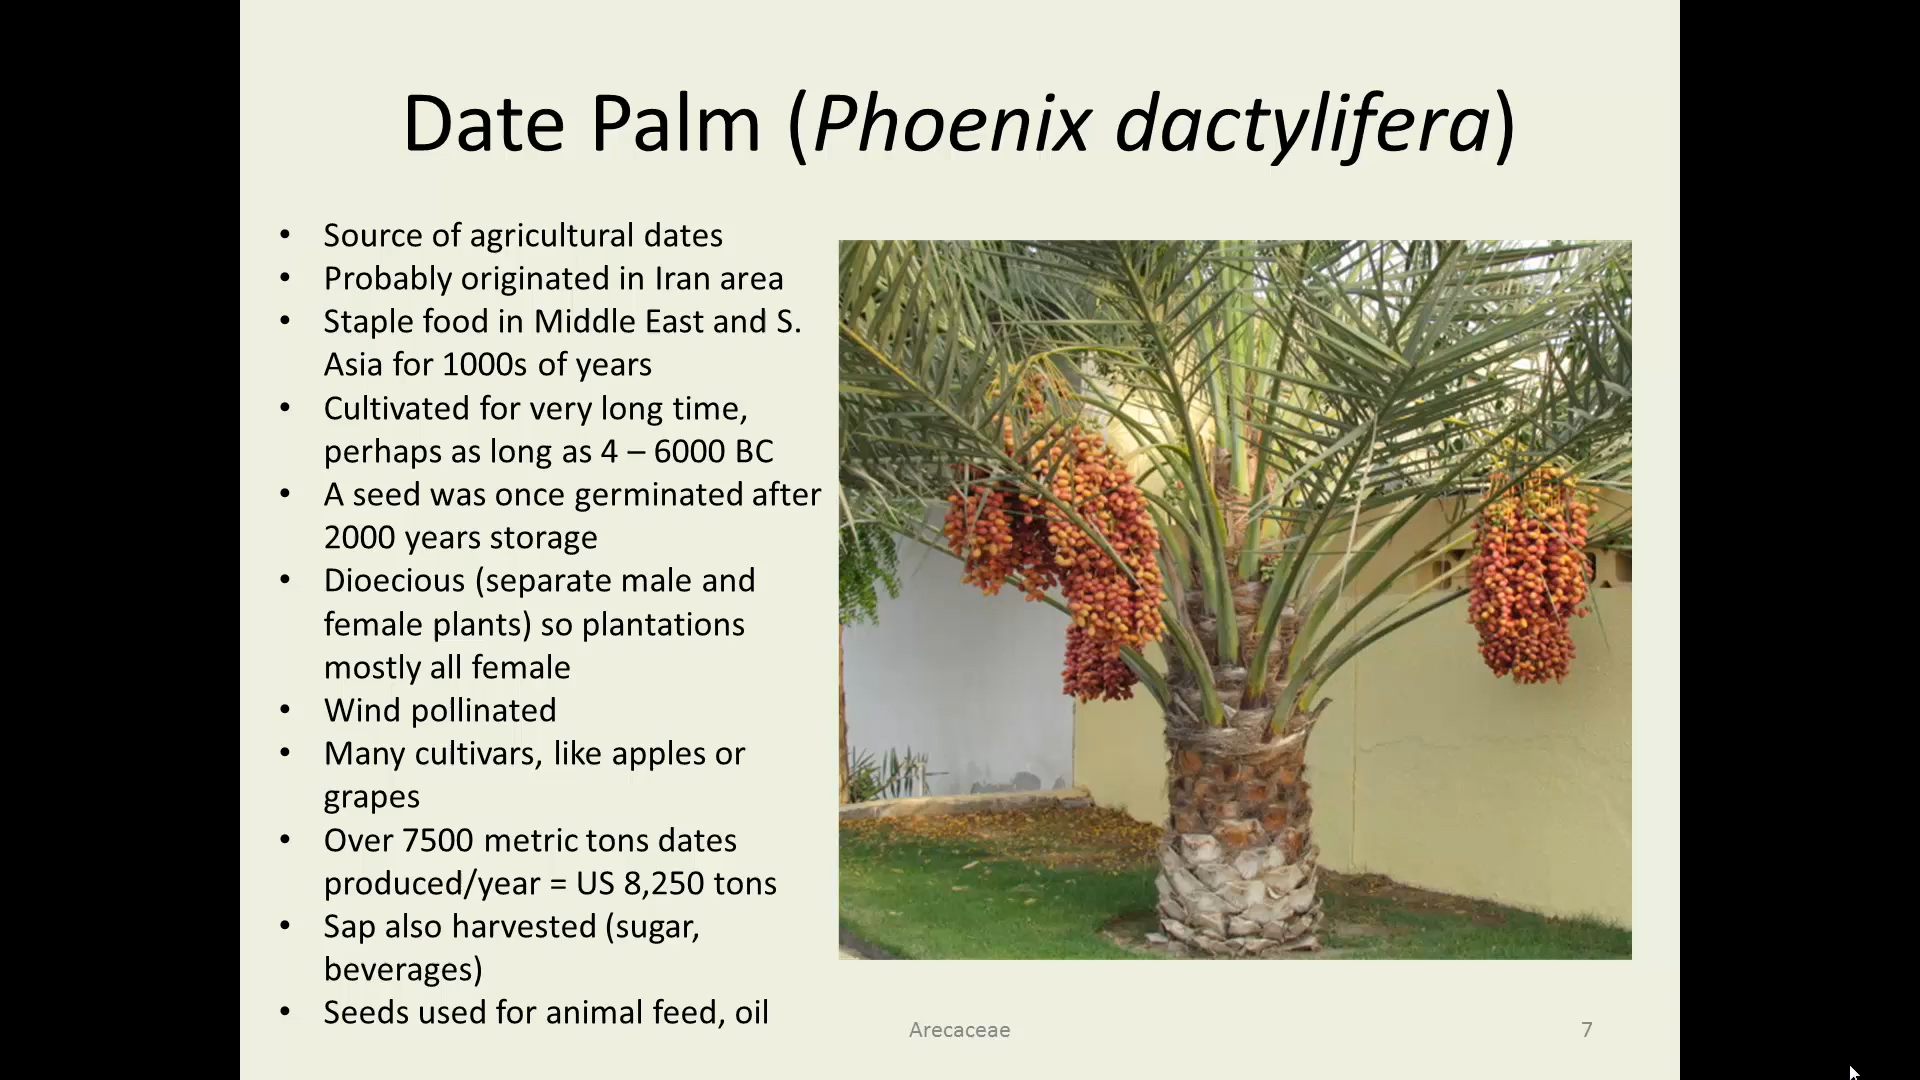 Date Palm (Phoenix dactylifera)
• Source of agricultural dates
• Probably originated in Iran area
• Staple food in Middle East and S.
Asia for 1000s of years
• Cultivated for very long time,
perhaps as long as 4 – 6000 BC
• A seed was once germinated after
2000 years storage
• Dioecious (separate male and
female plants) so plantations
mostly all female
• Wind pollinated
• Many cultivars, like apples or
grapes
• Over 7500 metric tons dates
produced/year = US 8,250 tons
• Sap also harvested (sugar,
beverages)
• Seeds used for animal feed, oil
Arecaceae
7